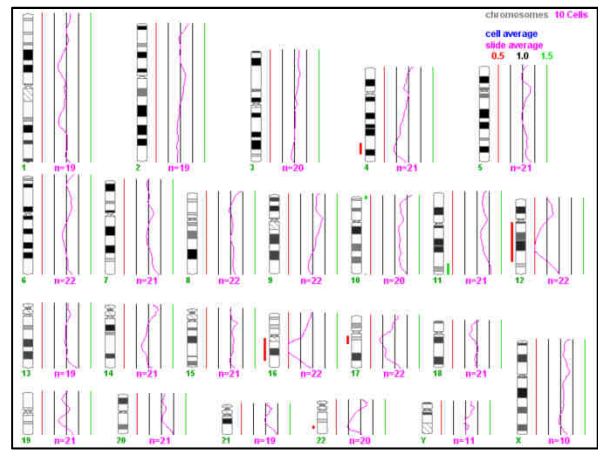 chromosomes 10 Cells
cell average
slide average
0.5 1.0 1.5
1 n=19
2 n=19
3 n=20
4 n=21
5 n=21
6 n=22
7 n=21
8 n=22
9 n=22
10 n=20
11 n=21
12 n=22
13 n=19
14 n=21
15 n=21
16 n=22
17 n=22
18 n=21
19 n=21
20 n=21
21 n=19
22 n=20
Y n=11
X n=10